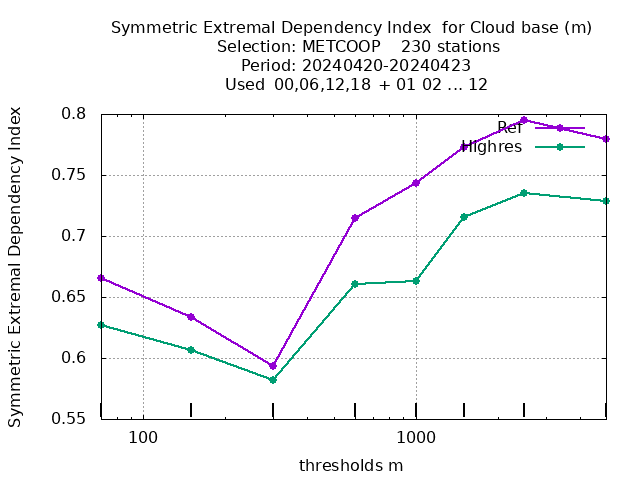 Symmetric Extremal Dependency Index  for Cloud base (m)
Selection: METCOOP    230 stations
Period: 20240420-20240423
Used  00,06,12,18 + 01 02 ... 12
Symmetric Extremal Dependency Index
0.8
0.75
0.7
0.65
0.6
0.55
Ref
Highres
100
1000
thresholds m